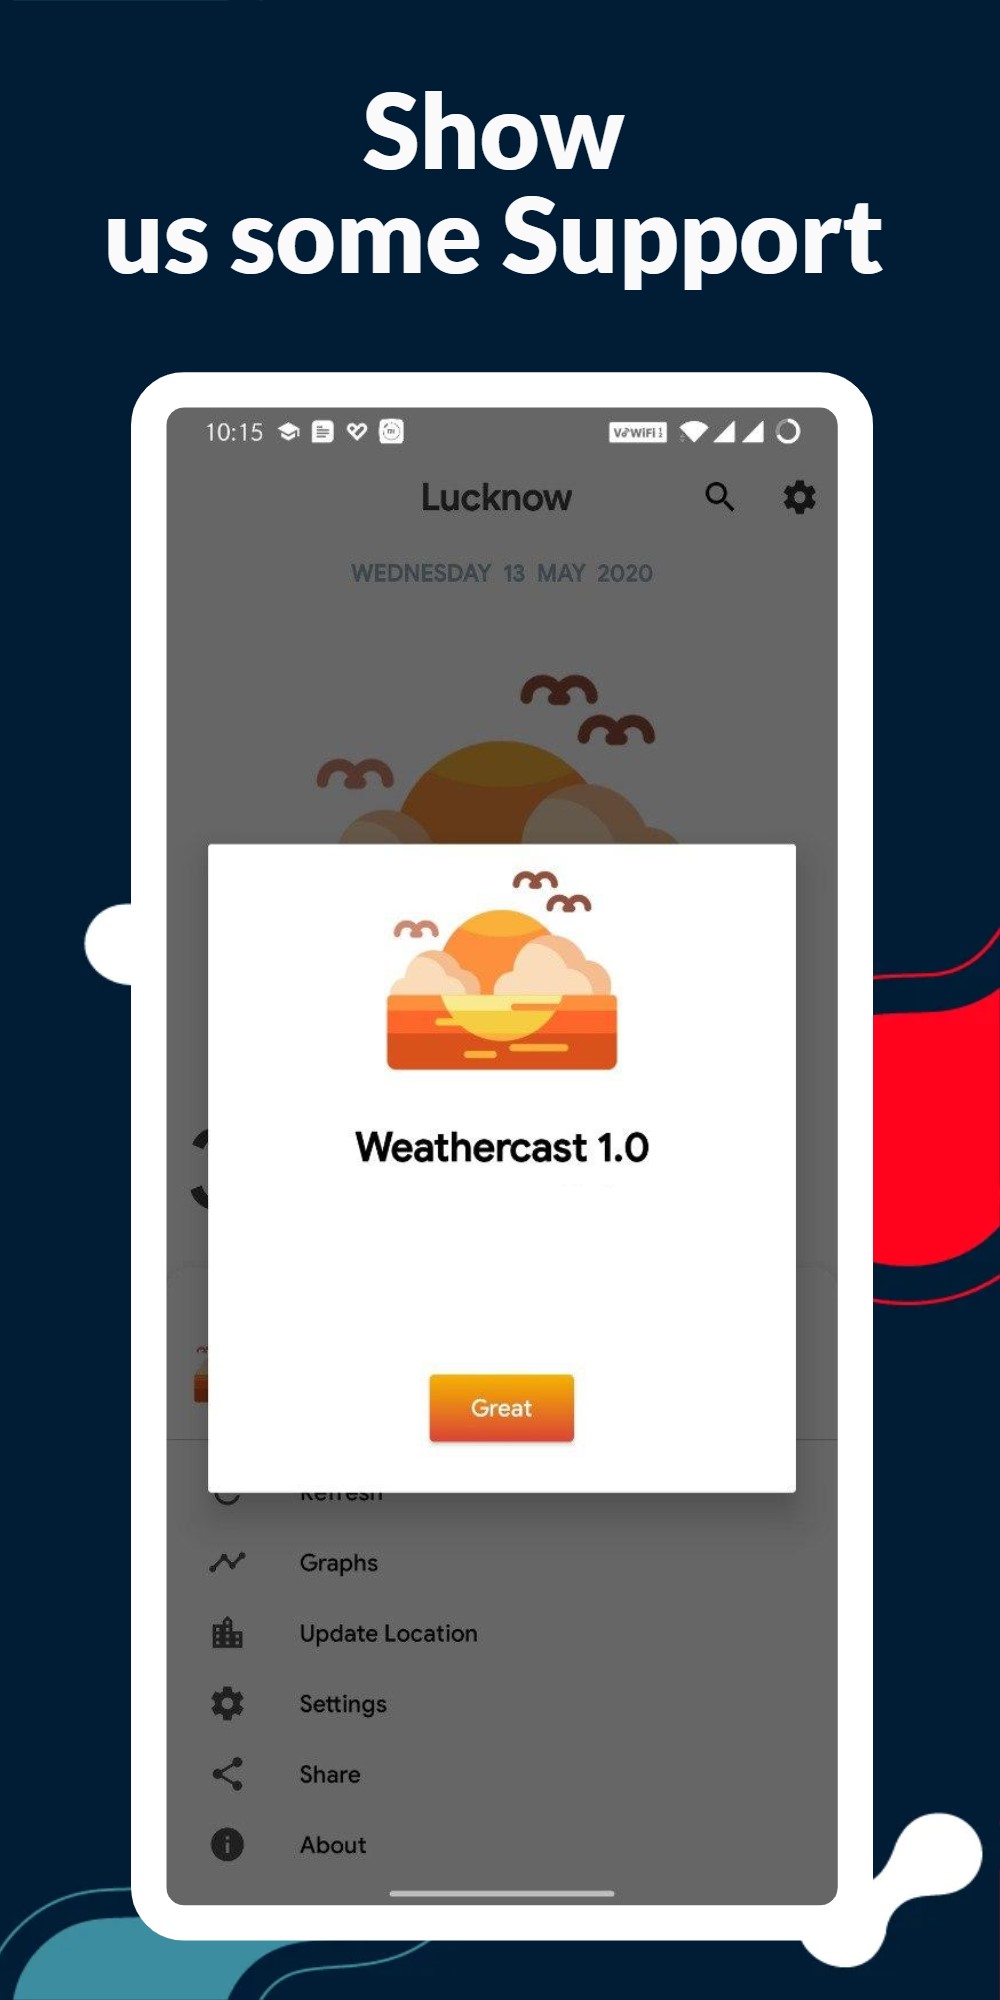 Show
us some Support
10:15
VoWiFi
Lucknow
WEDNESDAY 13 MAY 2020
Weathercast 1.0
Great
Refresh
Graphs
Update Location
Settings
Share
About